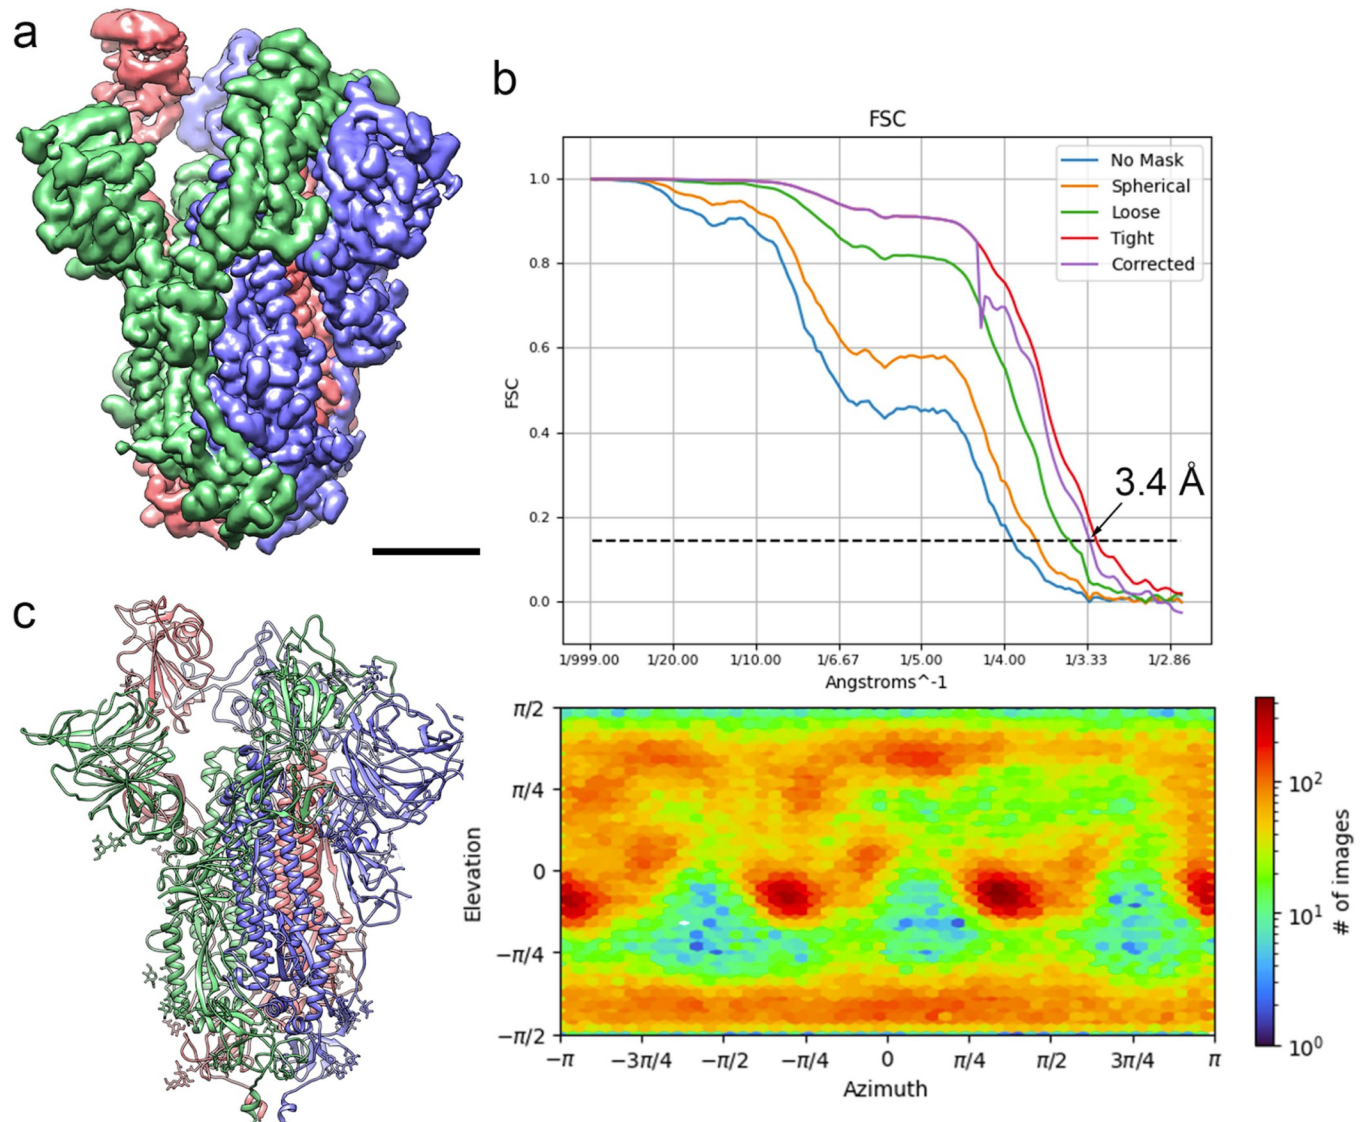 a
b
FSC
No Mask
Spherical
Loose
Tight
Corrected
1.0
0.8
0.6
0.4
0.2
0.0
FSC
3.4 Å
1/999.00 1/20.00 1/10.00 1/6.67 1/5.00 1/4.00 1/3.33 1/2.86
Angstroms^-1
c
π/2
π/4
0
−π/4
−π/2
Elevation
−π −3π/4 −π/2 −π/4 0 π/4 π/2 3π/4 π
Azimuth
10²
10¹
10⁰
# of images